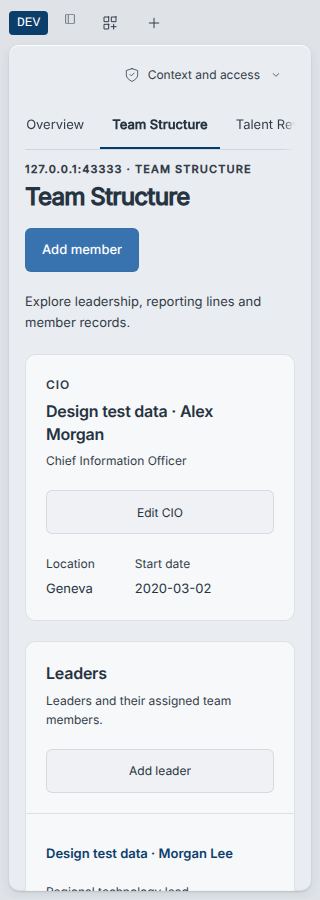 DEV
Context and access
Overview Team Structure Talent Re
127.0.0.1:43333 · TEAM STRUCTURE
Team Structure
Add member
Explore leadership, reporting lines and
member records.
CIO
Design test data · Alex
Morgan
Chief Information Officer
Edit CIO
Location Start date
Geneva 2020-03-02
Leaders
Leaders and their assigned team
members.
Add leader
Design test data · Morgan Lee
Regional technology lead